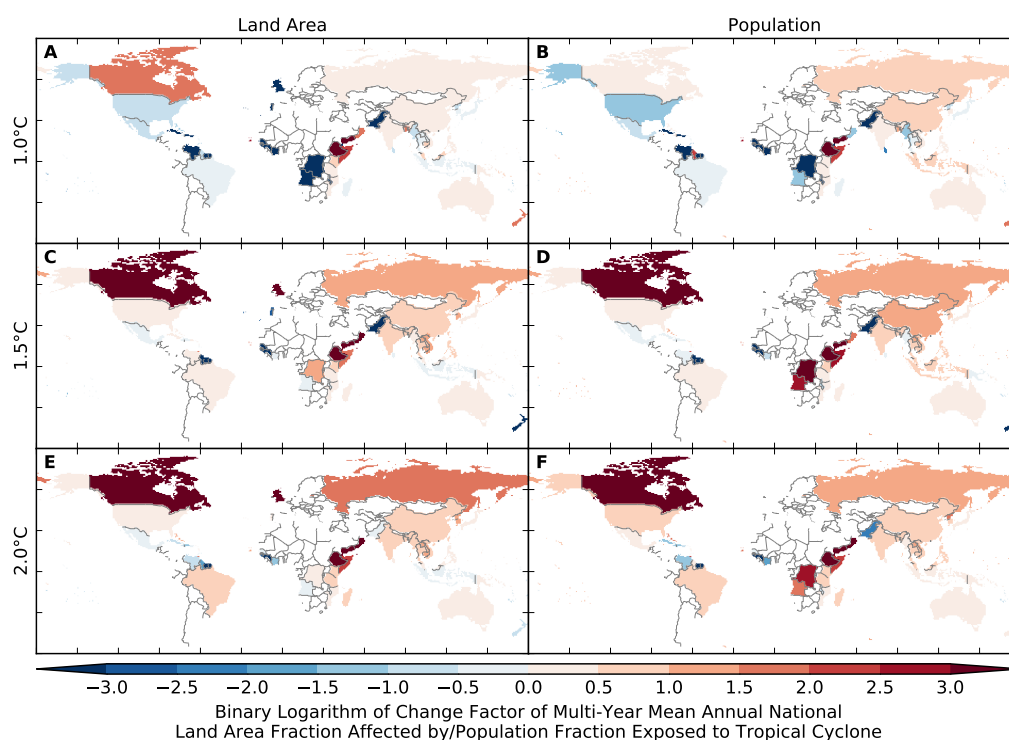 Land Area
Population
A
B
1.0°C
C
D
1.5°C
E
F
2.0°C
−3.0 −2.5 −2.0 −1.5 −1.0 −0.5 0.0 0.5 1.0 1.5 2.0 2.5 3.0
Binary Logarithm of Change Factor of Multi-Year Mean Annual National
Land Area Fraction Affected by/Population Fraction Exposed to Tropical Cyclone